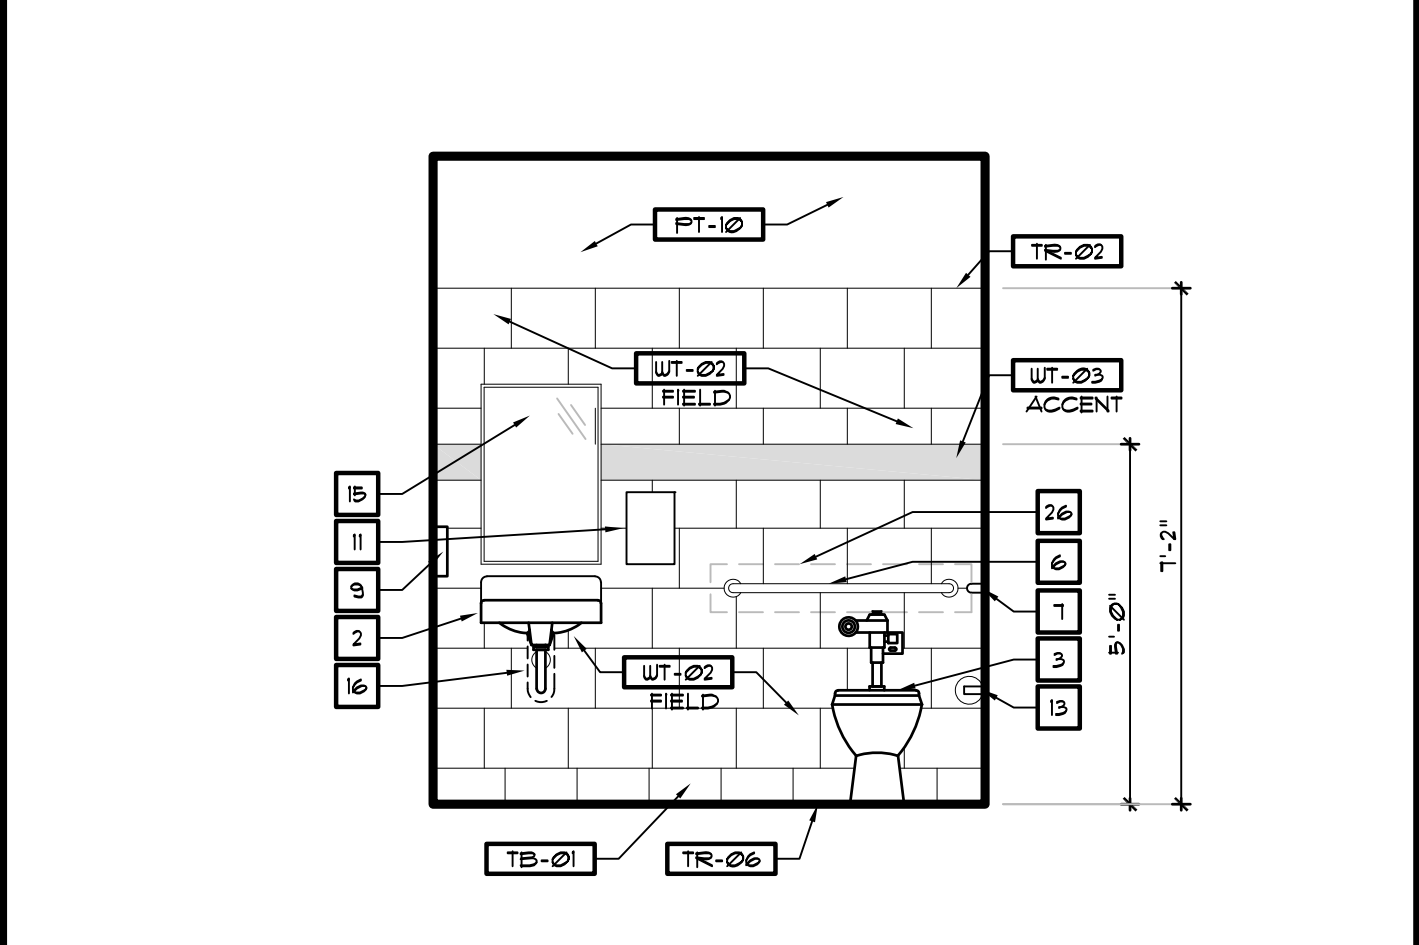 PT-10
TR-02
WT-02
FIELD
WT-03
ACCENT
15
11
9
2
16
26
6
7
3
13
7'-2"
5'-0"
WT-02
FIELD
TB-01
TR-06